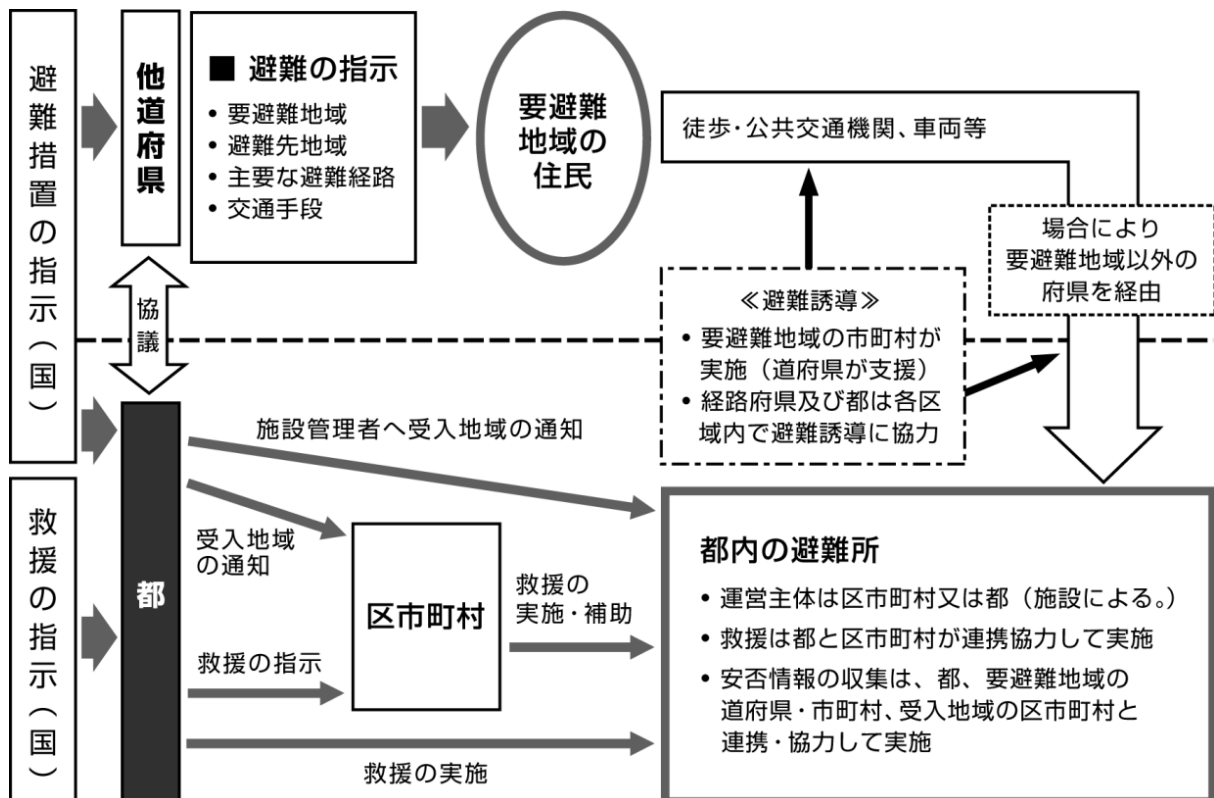 避難措置の指示（国）
他道府県
■ 避難の指示
• 要避難地域
• 避難先地域
• 主要な避難経路
• 交通手段
要避難
地域の
住民
徒歩・公共交通機関、車両等
場合により
要避難地域以外の
府県を経由
≪避難誘導≫
• 要避難地域の市町村が
実施（道府県が支援）
• 経路府県及び都は各区
域内で避難誘導に協力
協議
救援の指示（国）
都
施設管理者へ受入地域の通知
受入地域
の通知
区市町村
救援の
実施・補助
救援の指示
救援の実施
都内の避難所
• 運営主体は区市町村又は都（施設による。）
• 救援は都と区市町村が連携協力して実施
• 安否情報の収集は、都、要避難地域の
道府県・市町村、受入地域の区市町村と
連携・協力して実施